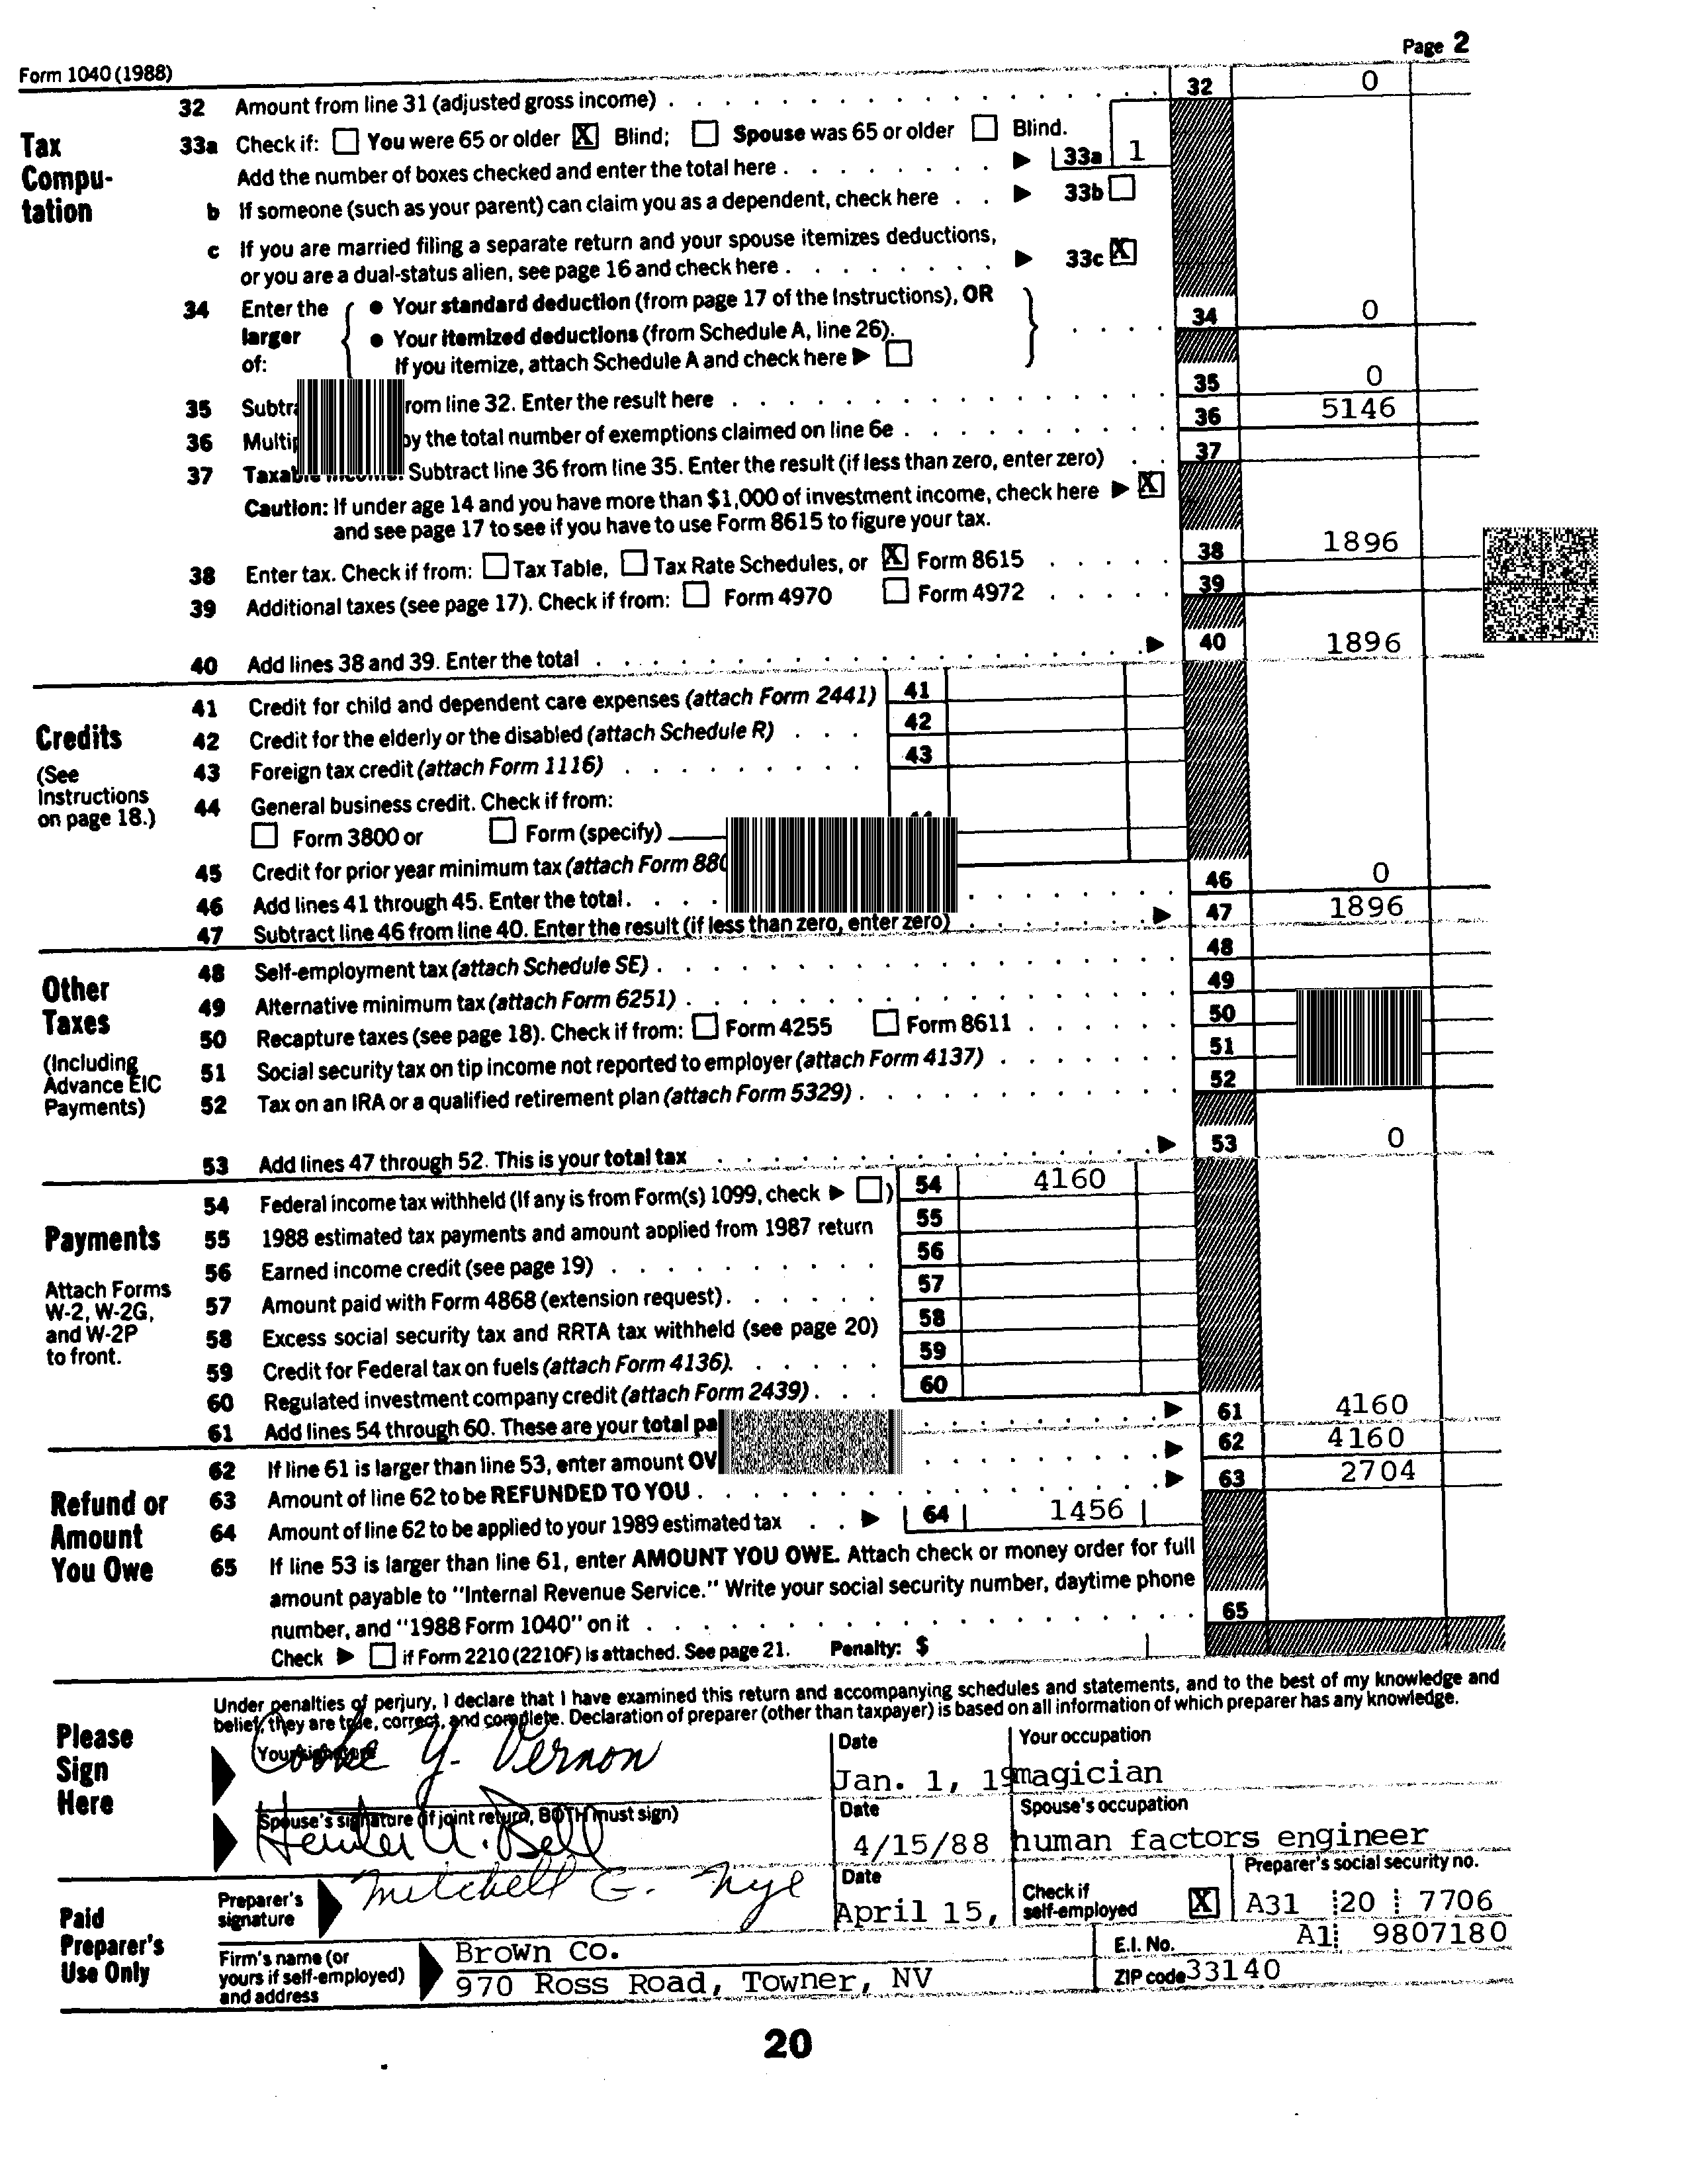 Form 1040 (1988)
Page 2
Tax Compu-
tation
32 Amount from line 31 (adjusted gross income) 32 0
33a Check if: You were 65 or older X Blind; Spouse was 65 or older Blind.
Add the number of boxes checked and enter the total here 33a 1
b If someone (such as your parent) can claim you as a dependent, check here 33b
c If you are married filing a separate return and your spouse itemizes deductions,
or you are a dual-status alien, see page 16 and check here 33c X
34 Enter the larger of:
• Your standard deduction (from page 17 of the Instructions), OR
• Your itemized deductions (from Schedule A, line 26).
If you itemize, attach Schedule A and check here
34 0
35 rom line 32. Enter the result here 35 0
36 by the total number of exemptions claimed on line 6e 36 5146
37 Subtract line 36 from line 35. Enter the result (if less than zero, enter zero) 37
Caution: If under age 14 and you have more than $1,000 of investment income, check here X
and see page 17 to see if you have to use Form 8615 to figure your tax.
38 Enter tax. Check if from: Tax Table, Tax Rate Schedules, or X Form 8615 38 1896
39 Additional taxes (see page 17). Check if from: Form 4970 Form 4972 39
40 Add lines 38 and 39. Enter the total 40 1896
Credits
(See
Instructions
on page 18.)
41 Credit for child and dependent care expenses (attach Form 2441) 41
42 Credit for the elderly or the disabled (attach Schedule R) 42
43 Foreign tax credit (attach Form 1116) 43
44 General business credit. Check if from:
Form 3800 or Form (specify)
45 Credit for prior year minimum tax (attach Form
46 Add lines 41 through 45. Enter the total. 46 0
47 Subtract line 46 from line 40. Enter the result (if less than zero, enter zero) 47 1896
Other
Taxes
(Including
Advance EIC
Payments)
48 Self-employment tax (attach Schedule SE) 48
49 Alternative minimum tax (attach Form 6251) 49
50 Recapture taxes (see page 18). Check if from: Form 4255 Form 8611 50
51 Social security tax on tip income not reported to employer (attach Form 4137) 51
52 Tax on an IRA or a qualified retirement plan (attach Form 5329) 52
53 Add lines 47 through 52. This is your total tax 53 0
Payments
Attach Forms
W-2, W-2G,
and W-2P
to front.
54 Federal income tax withheld (If any is from Form(s) 1099, check ) 54 4160
55 1988 estimated tax payments and amount applied from 1987 return 55
56 Earned income credit (see page 19) 56
57 Amount paid with Form 4868 (extension request) 57
58 Excess social security tax and RRTA tax withheld (see page 20) 58
59 Credit for Federal tax on fuels (attach Form 4136). 59
60 Regulated investment company credit (attach Form 2439) 60
61 Add lines 54 through 60. These are your total pa 61 4160
Refund or
Amount
You Owe
62 If line 61 is larger than line 53, enter amount OV 62 4160
63 Amount of line 62 to be REFUNDED TO YOU 63 2704
64 Amount of line 62 to be applied to your 1989 estimated tax 64 1456
65 If line 53 is larger than line 61, enter AMOUNT YOU OWE. Attach check or money order for full
amount payable to "Internal Revenue Service." Write your social security number, daytime phone
number, and "1988 Form 1040" on it 65
Check if Form 2210 (2210F) is attached. See page 21. Penalty: $
Please
Sign
Here
Under penalties of perjury, I declare that I have examined this return and accompanying schedules and statements, and to the best of my knowledge and
belief, they are true, correct, and complete. Declaration of preparer (other than taxpayer) is based on all information of which preparer has any knowledge.
Your signature Cooke Y. Vernon
Date Jan. 1, 19
Your occupation magician
Spouse's signature (if joint return, BOTH must sign) A. Bell
Date 4/15/88
Spouse's occupation human factors engineer
Paid
Preparer's
Use Only
Preparer's signature Mitchell G. Nye
Date April 15,
Check if self-employed X
Preparer's social security no. A31 20 7706
Firm's name (or yours if self-employed) and address
Brown Co.
970 Ross Road, Towner, NV
E.I. No. A1 9807180
ZIP code 33140
20